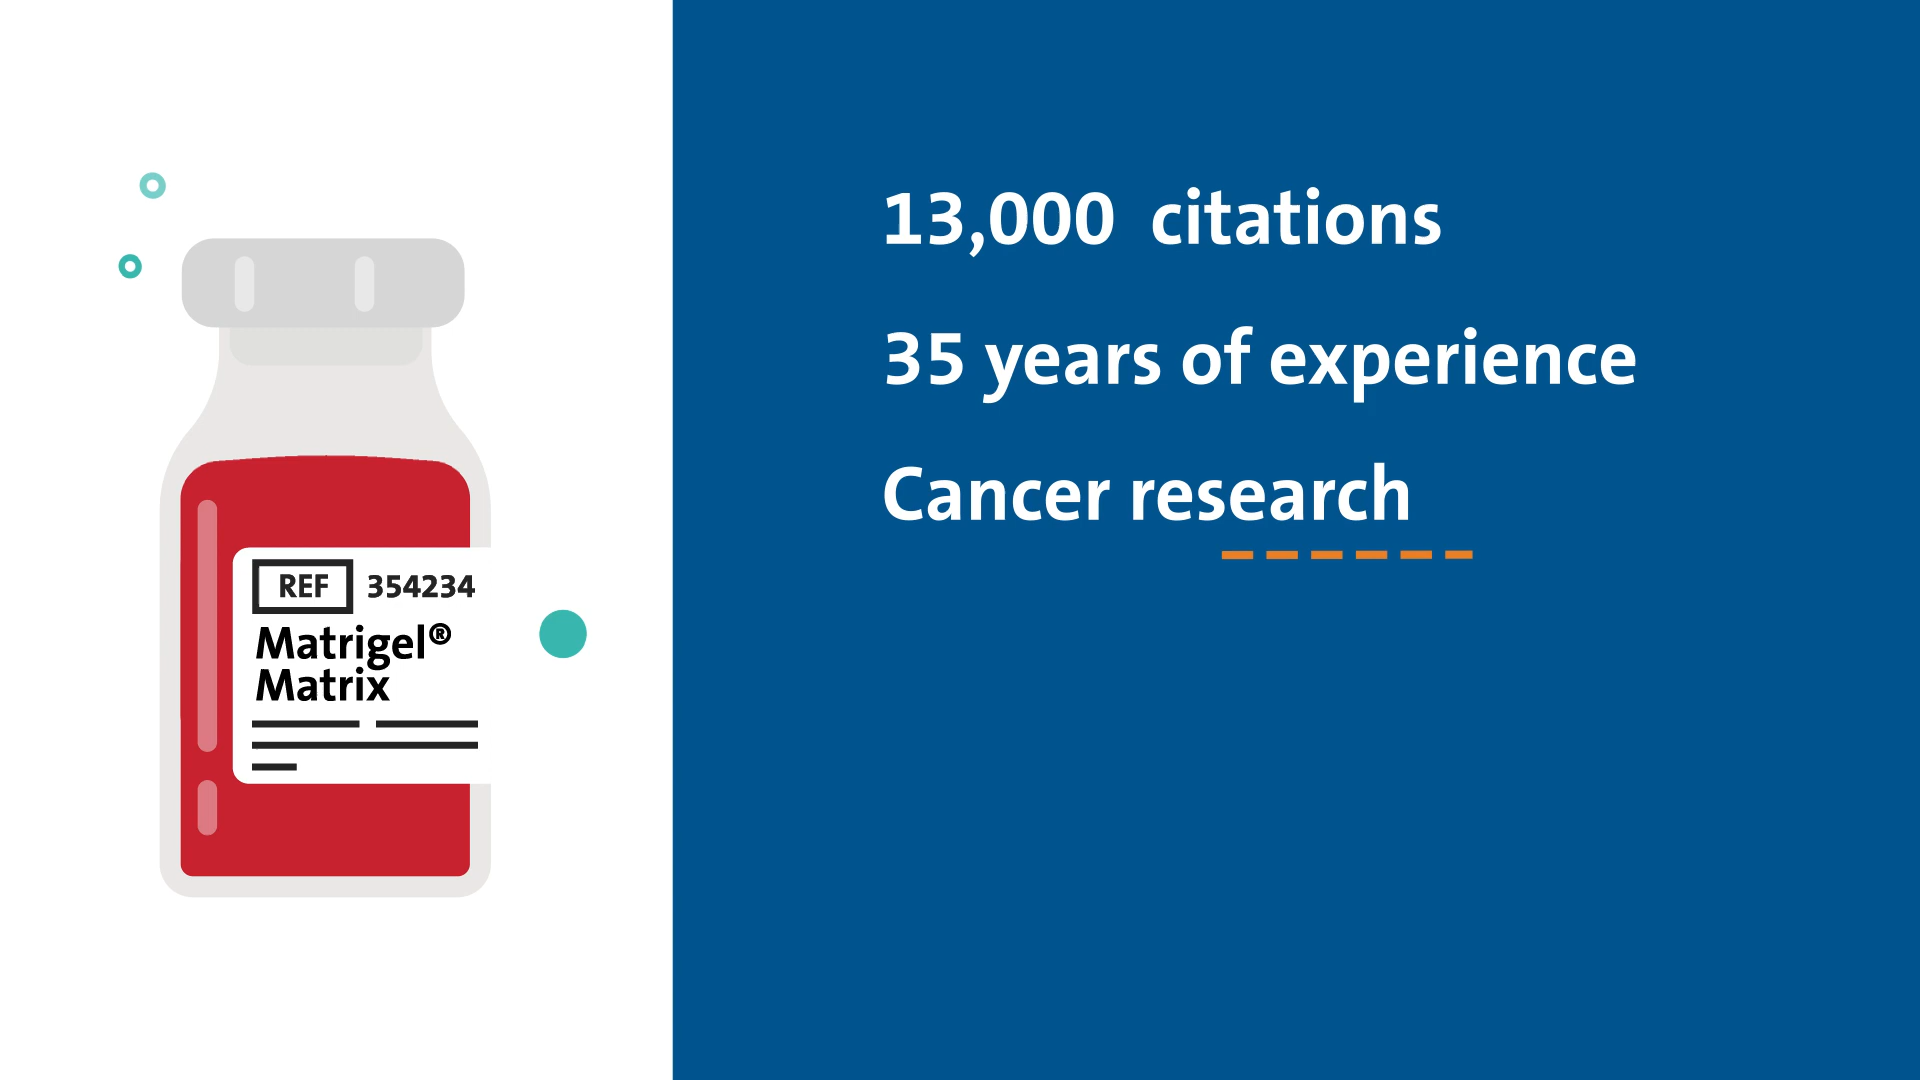 13,000 citations
35 years of experience
Cancer research
REF 354234
Matrigel®
Matrix